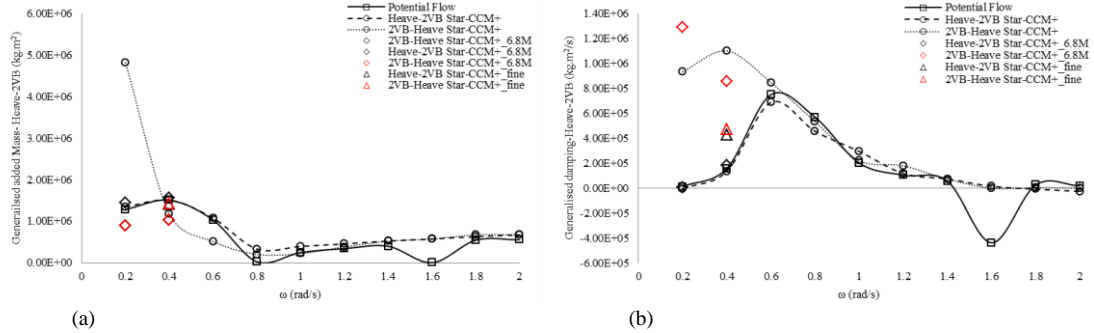 Potential Flow
Heave-2VB Star-CCM+
2VB-Heave Star-CCM+
2VB-Heave Star-CCM+_6.8M
Heave-2VB Star-CCM+_6.8M
2VB-Heave Star-CCM+_6.8M
Heave-2VB Star-CCM+_fine
2VB-Heave Star-CCM+_fine
Generailsed added Mass- Heave-2VB (kg.m²)
6.00E+06
5.00E+06
4.00E+06
3.00E+06
2.00E+06
1.00E+06
0.00E+00
0 0.2 0.4 0.6 0.8 1 1.2 1.4 1.6 1.8 2
ω (rad/s)
(a)
Potential Flow
Heave-2VB Star-CCM+
2VB-Heave Star-CCM+
Heave-2VB Star-CCM+_6.8M
2VB-Heave Star-CCM+_6.8M
Heave-2VB Star-CCM+_fine
2VB-Heave Star-CCM+_fine
Generalised damping-Heave-2VB (kg.m²/s)
1.40E+06
1.20E+06
1.00E+06
8.00E+05
6.00E+05
4.00E+05
2.00E+05
0.00E+00
-2.00E+05
-4.00E+05
-6.00E+05
0 0.2 0.4 0.6 0.8 1 1.2 1.4 1.6 1.8 2
ω (rad/s)
(b)